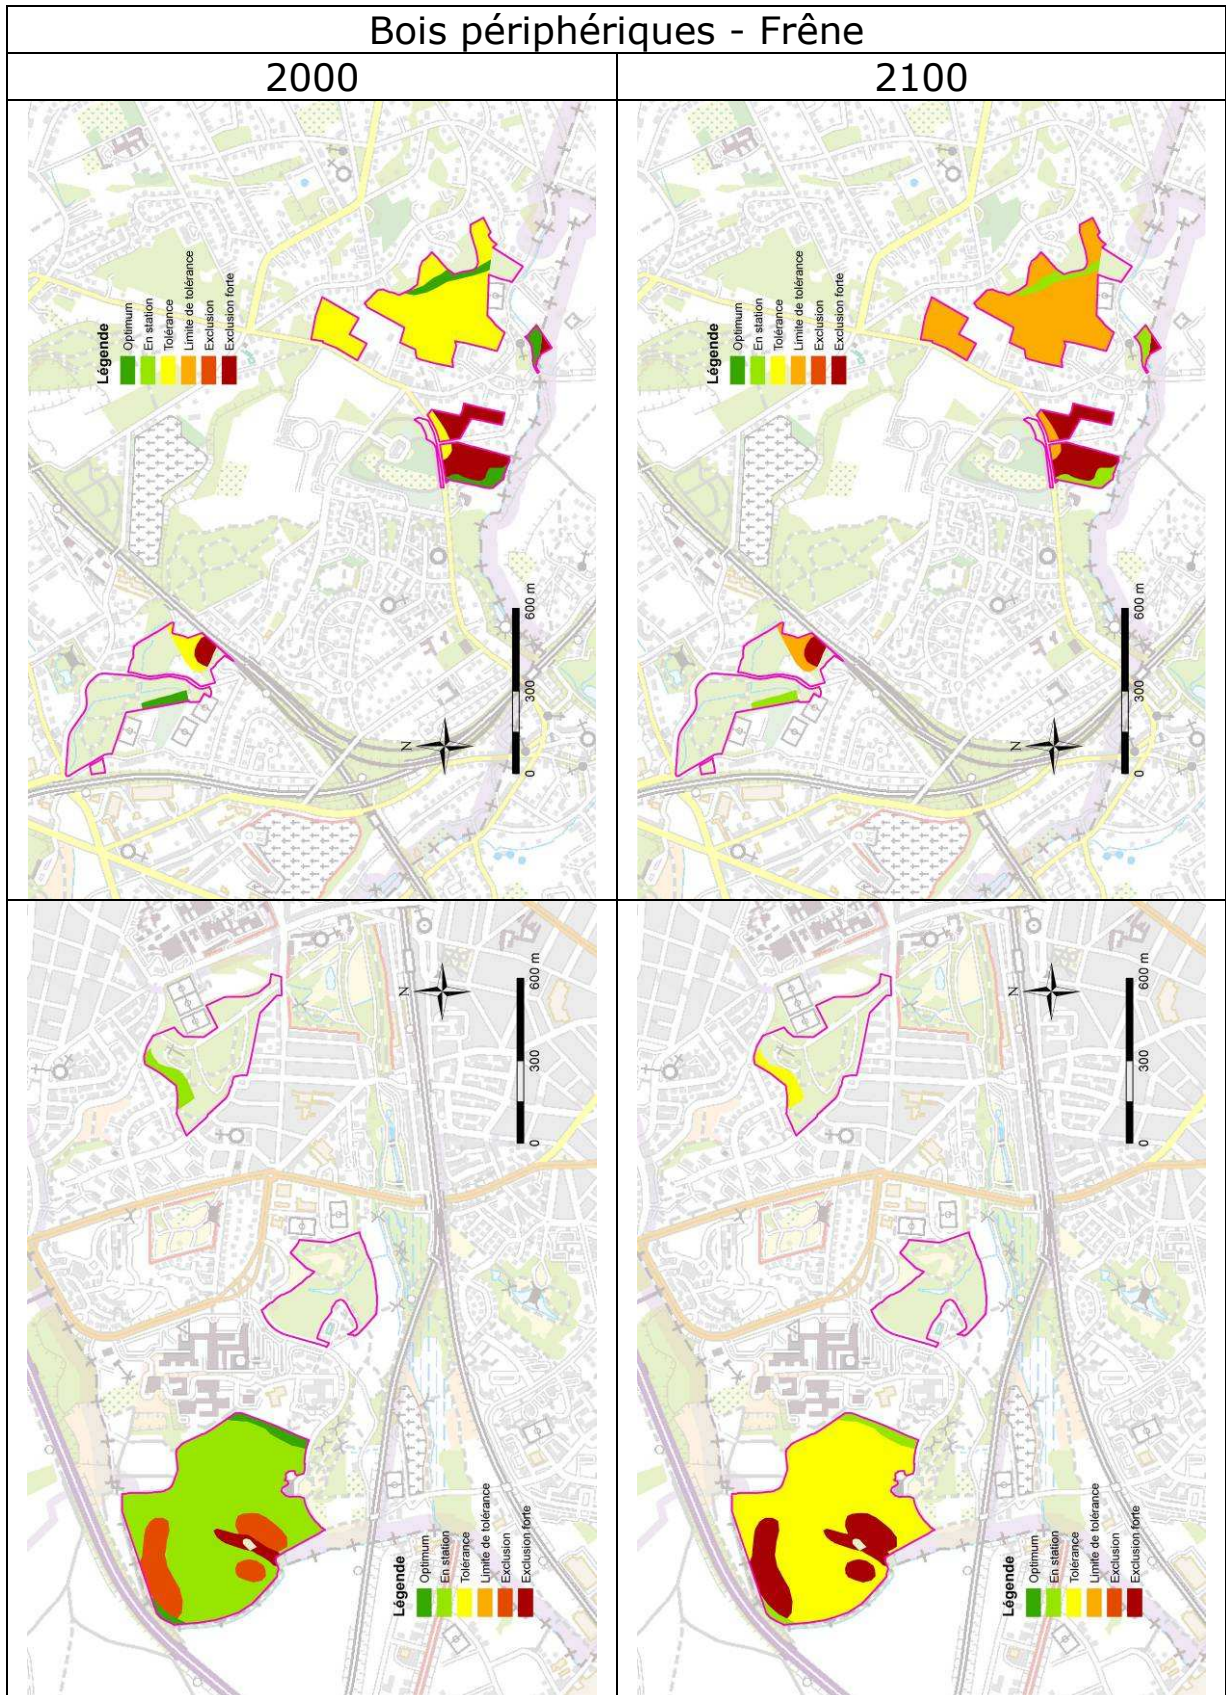 Bois périphériques - Frêne
2000
2100
Légende
Optimum
En station
Tolérance
Limite de tolérance
Exclusion
Exclusion forte
N
0 300 600 m
Légende
Optimum
En station
Tolérance
Limite de tolérance
Exclusion
Exclusion forte
N
0 300 600 m
N
0 300 600 m
Légende
Optimum
En station
Tolérance
Limite de tolérance
Exclusion
Exclusion forte
N
0 300 600 m
Légende
Optimum
En station
Tolérance
Limite de tolérance
Exclusion
Exclusion forte